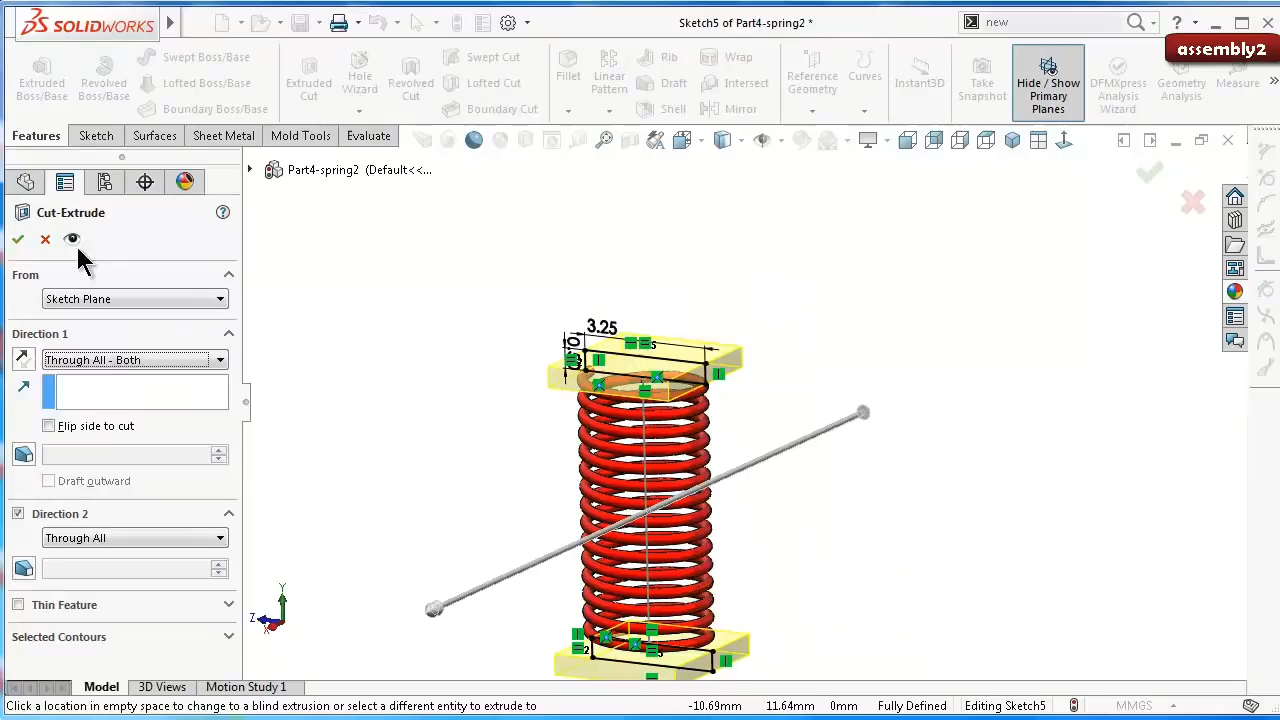 SOLIDWORKS
Sketch5 of Part4-spring2 *
new
assembly2
Extruded Boss/Base
Revolved Boss/Base
Swept Boss/Base
Lofted Boss/Base
Boundary Boss/Base
Extruded Cut
Hole Wizard
Revolved Cut
Swept Cut
Lofted Cut
Boundary Cut
Fillet
Linear Pattern
Rib
Draft
Shell
Wrap
Intersect
Mirror
Reference Geometry
Curves
Instant3D
Hide / Show Primary Planes
Take Snapshot
DFMXpress Analysis Wizard
Geometry Analysis
Measure
Features
Sketch
Surfaces
Sheet Metal
Mold Tools
Evaluate
Part4-spring2 (Default<<...
Cut-Extrude
From
Sketch Plane
Direction 1
Through All - Both
Flip side to cut
Draft outward
Direction 2
Through All
Thin Feature
Selected Contours
3.25
Y
Z
X
Model
3D Views
Motion Study 1
Click a location in empty space to change to a blind extrusion or select a different entity to extrude to
-10.69mm
11.64mm
0mm
Fully Defined
Editing Sketch5
MMGS